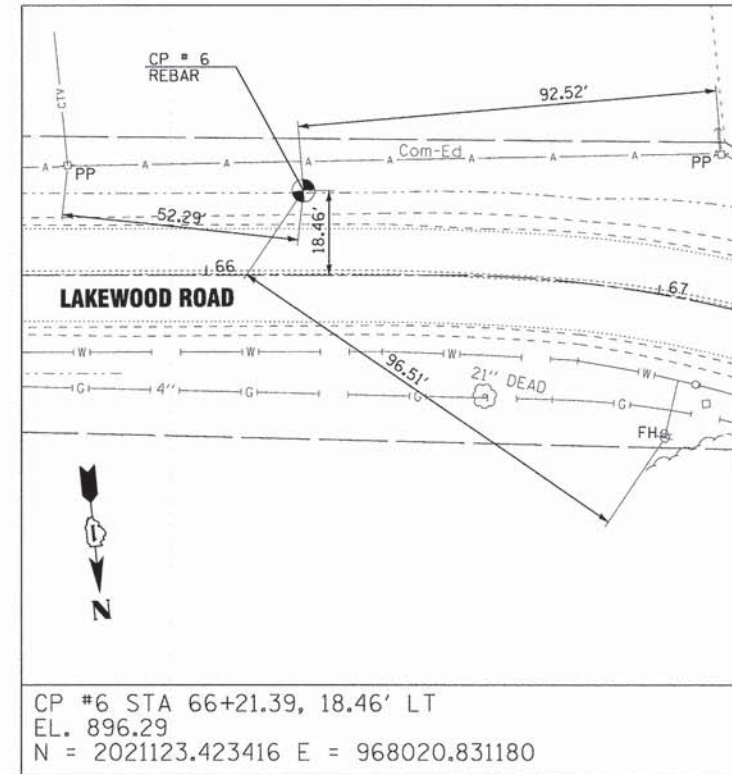 CP # 6
REBAR
92.52'
CTV
A A A A A A A A
Com-Ed
PP
PP
52.29'
18.46'
66
67
LAKEWOOD ROAD
W W W W
96.51'
21" DEAD
G 4" G G G
FH
N
CP #6 STA 66+21.39, 18.46' LT
EL. 896.29
N = 2021123.423416 E = 968020.831180